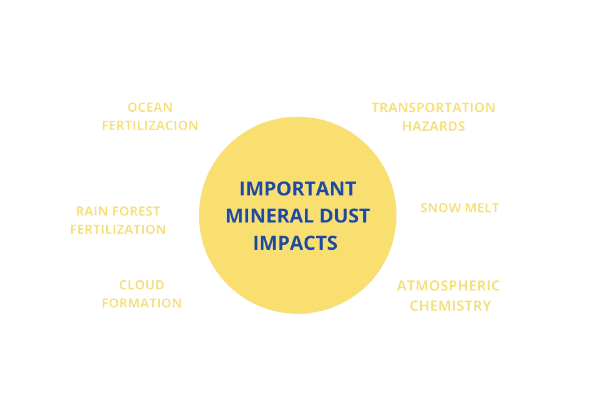 OCEAN
FERTILIZACION
TRANSPORTATION
HAZARDS
IMPORTANT
MINERAL DUST
IMPACTS
RAIN FOREST
FERTILIZATION
SNOW MELT
CLOUD
FORMATION
ATMOSPHERIC
CHEMISTRY